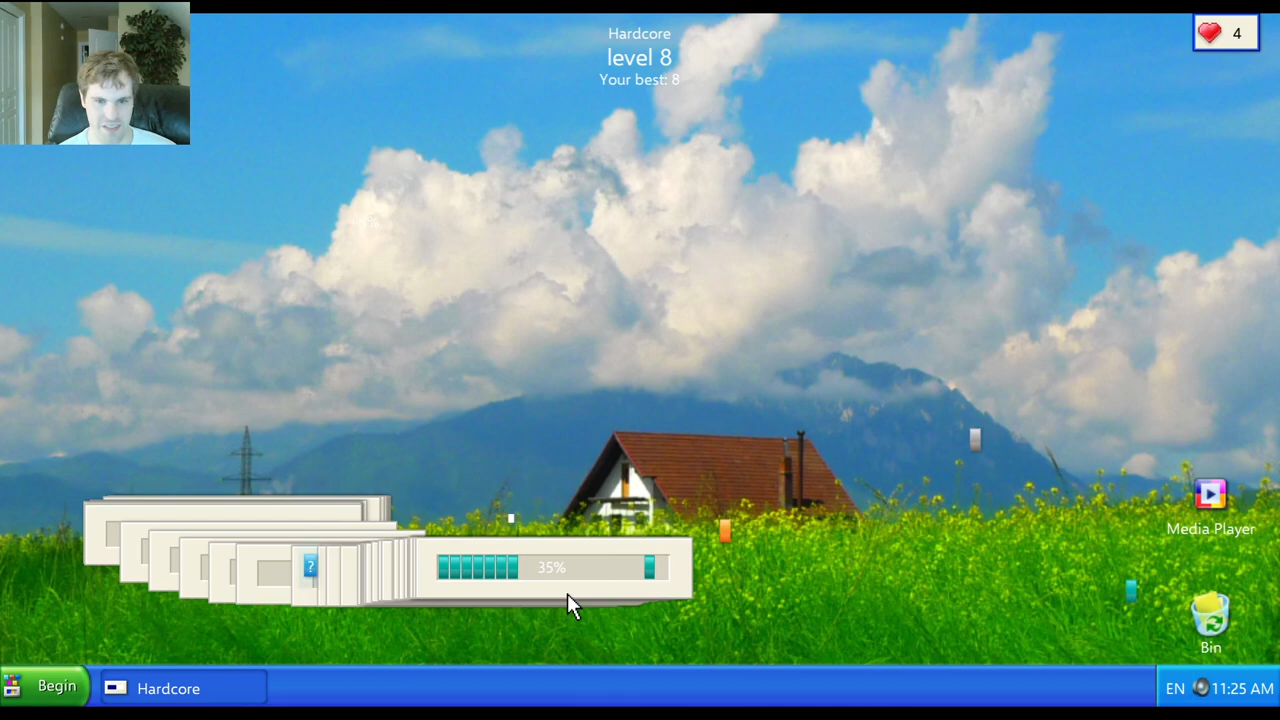 Hardcore
level 8
Your best: 8
4
?
35%
Media Player
Bin
Begin
Hardcore
EN
11:25 AM